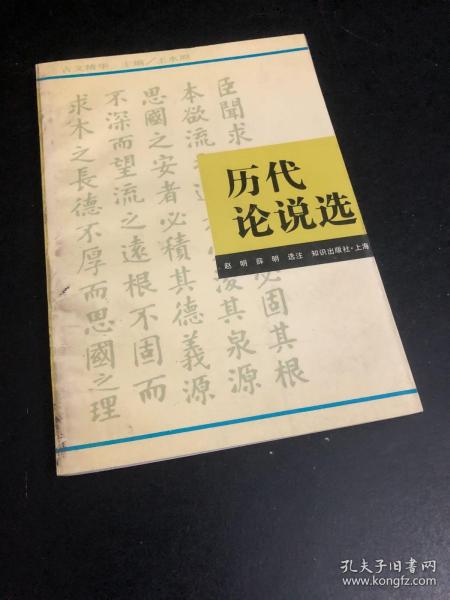 古文精华 主编/王水照
臣聞求 必固其根
本欲流之 浚其泉源
思國之安者必積其德義源
不深而望流之遠根不固而
求木之長德不厚而思國之理
历代
论说选
赵明 薛明 选注 知识出版社·上海
孔夫子旧书网
www.kongfz.com